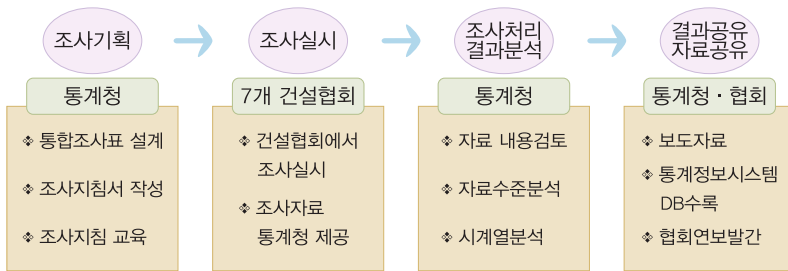 조사기획
통계청
❖ 통합조사표 설계
❖ 조사지침서 작성
❖ 조사지침 교육
조사실시
7개 건설협회
❖ 건설협회에서
조사실시
❖ 조사자료
통계청 제공
조사처리
결과분석
통계청
❖ 자료 내용검토
❖ 자료수준분석
❖ 시계열분석
결과공유
자료공유
통계청·협회
❖ 보도자료
❖ 통계정보시스템
DB수록
❖ 협회연보발간